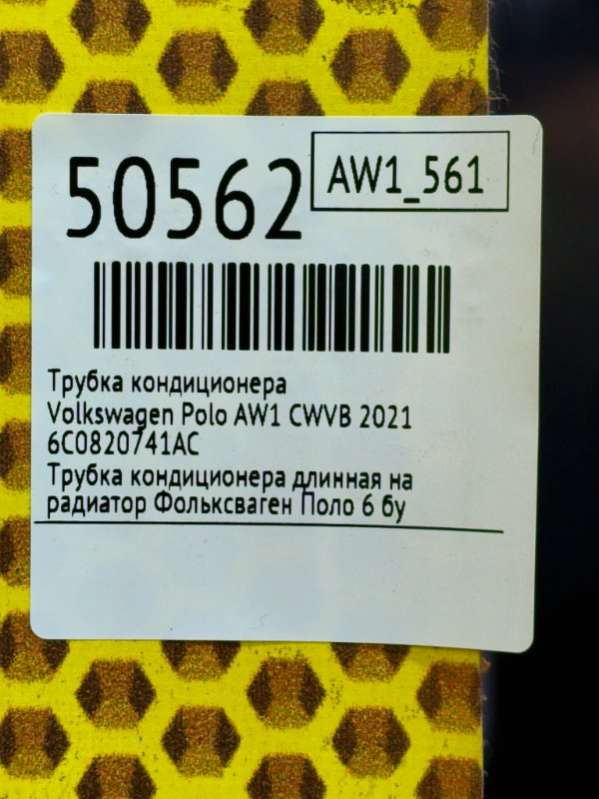 50562
AW1_561
Трубка кондиционера
Volkswagen Polo AW1 CWVB 2021
6C0820741AC
Трубка кондиционера длинная на
радиатор Фольксваген Поло 6 бу